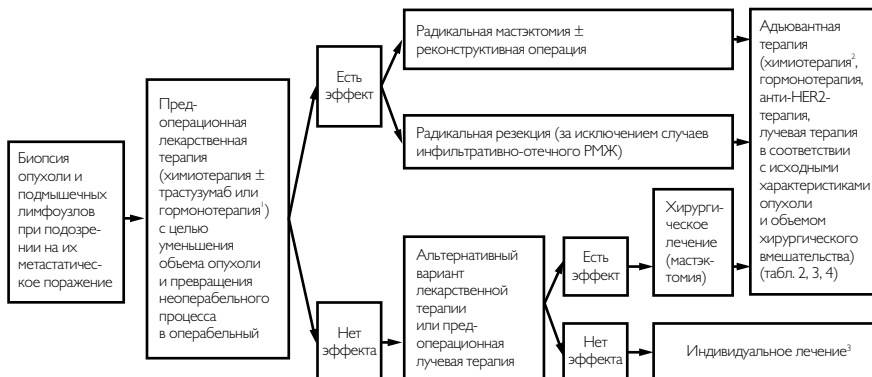 Биопсия
опухоли и
подмышечных
лимфоузлов
при подозре-
нии на их
метастатичес-
кое поражение
Пред-
операционная
лекарственная
терапия
(химиотерапия ±
трастузумаб или
гормонотерапия¹)
с целью
уменьшения
объема опухоли
и превращения
неоперабельного
процесса
в операбельный
Есть
эффект
Радикальная мастэктомия ±
реконструктивная операция
Радикальная резекция (за исключением случаев
инфильтративно-отечного РМЖ)
Нет
эффекта
Альтернативный
вариант
лекарственной
терапии
или пред-
операционная
лучевая терапия
Есть
эффект
Хирурги-
ческое
лечение
(мастэк-
томия)
Нет
эффекта
Индивидуальное лечение³
Адъювантная
терапия
(химиотерапия²,
гормонотерапия,
анти-HER2-
терапия,
лучевая терапия
в соответствии
с исходными
характеристиками
опухоли
и объемом
хирургического
вмешательства)
(табл. 2, 3, 4)